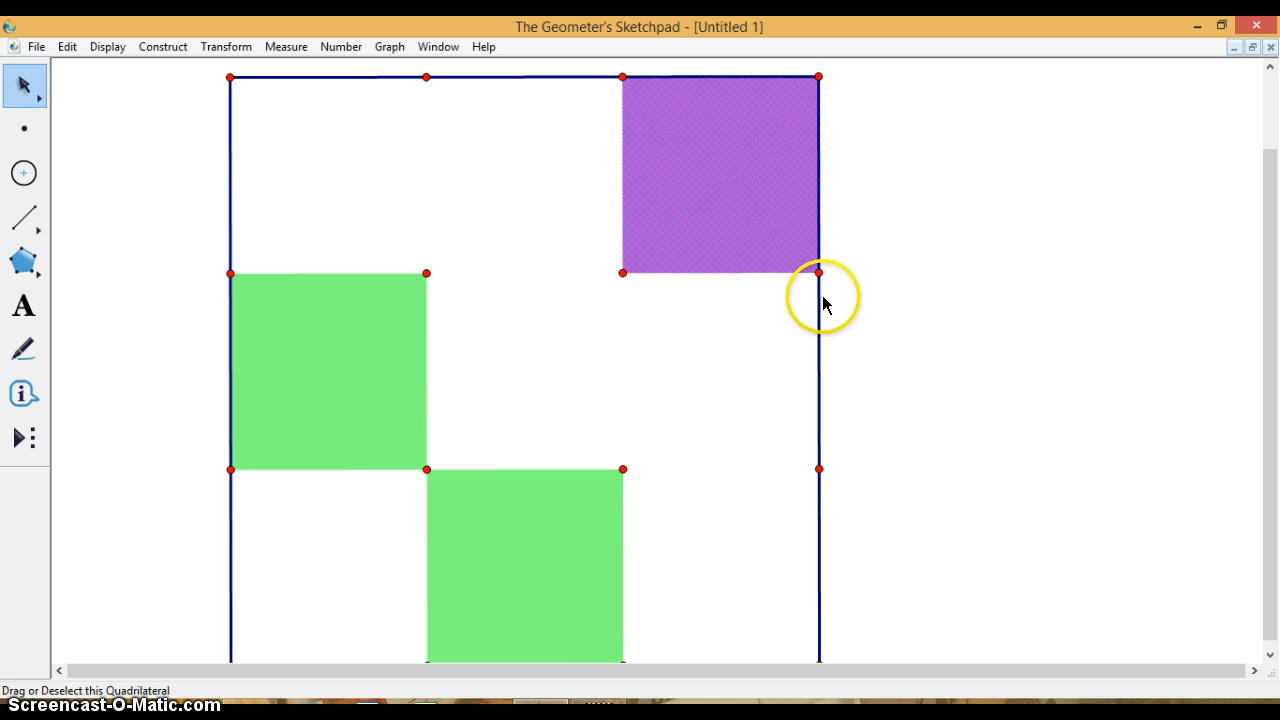 The Geometer's Sketchpad - [Untitled 1]
File Edit Display Construct Transform Measure Number Graph Window Help
A
Drag or Deselect this Quadrilateral
Screencast-O-Matic.com